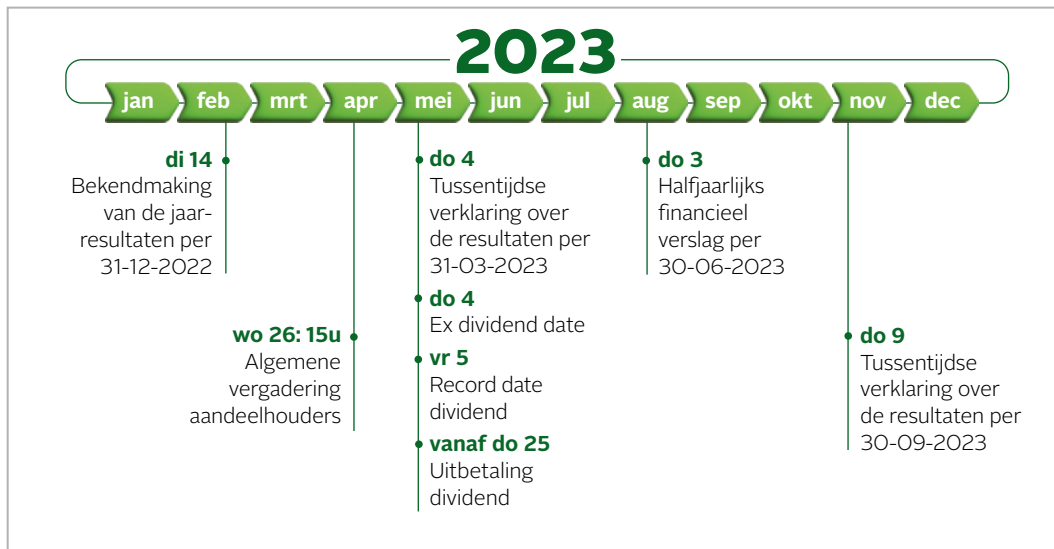 2023
jan feb mrt apr mei jun jul aug sep okt nov dec
di 14
Bekendmaking
van de jaar-
resultaten per
31-12-2022
wo 26: 15u
Algemene
vergadering
aandeelhouders
do 4
Tussentijdse
verklaring over
de resultaten per
31-03-2023
do 4
Ex dividend date
vr 5
Record date
dividend
vanaf do 25
Uitbetaling
dividend
do 3
Halfjaarlijks
financieel
verslag per
30-06-2023
do 9
Tussentijdse
verklaring over
de resultaten per
30-09-2023